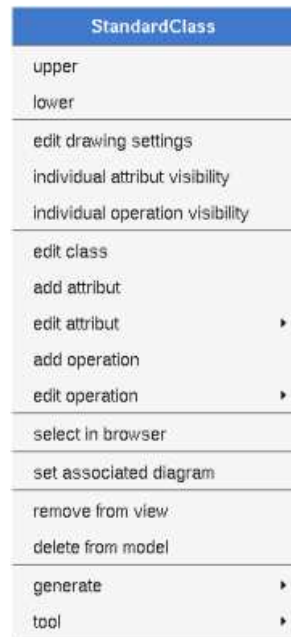 StandardClass
upper
lower
edit drawing settings
individual attribut visibility
individual operation visibility
edit class
add attribut
edit attribut
add operation
edit operation
select in browser
set associated diagram
remove from view
delete from model
generate
tool